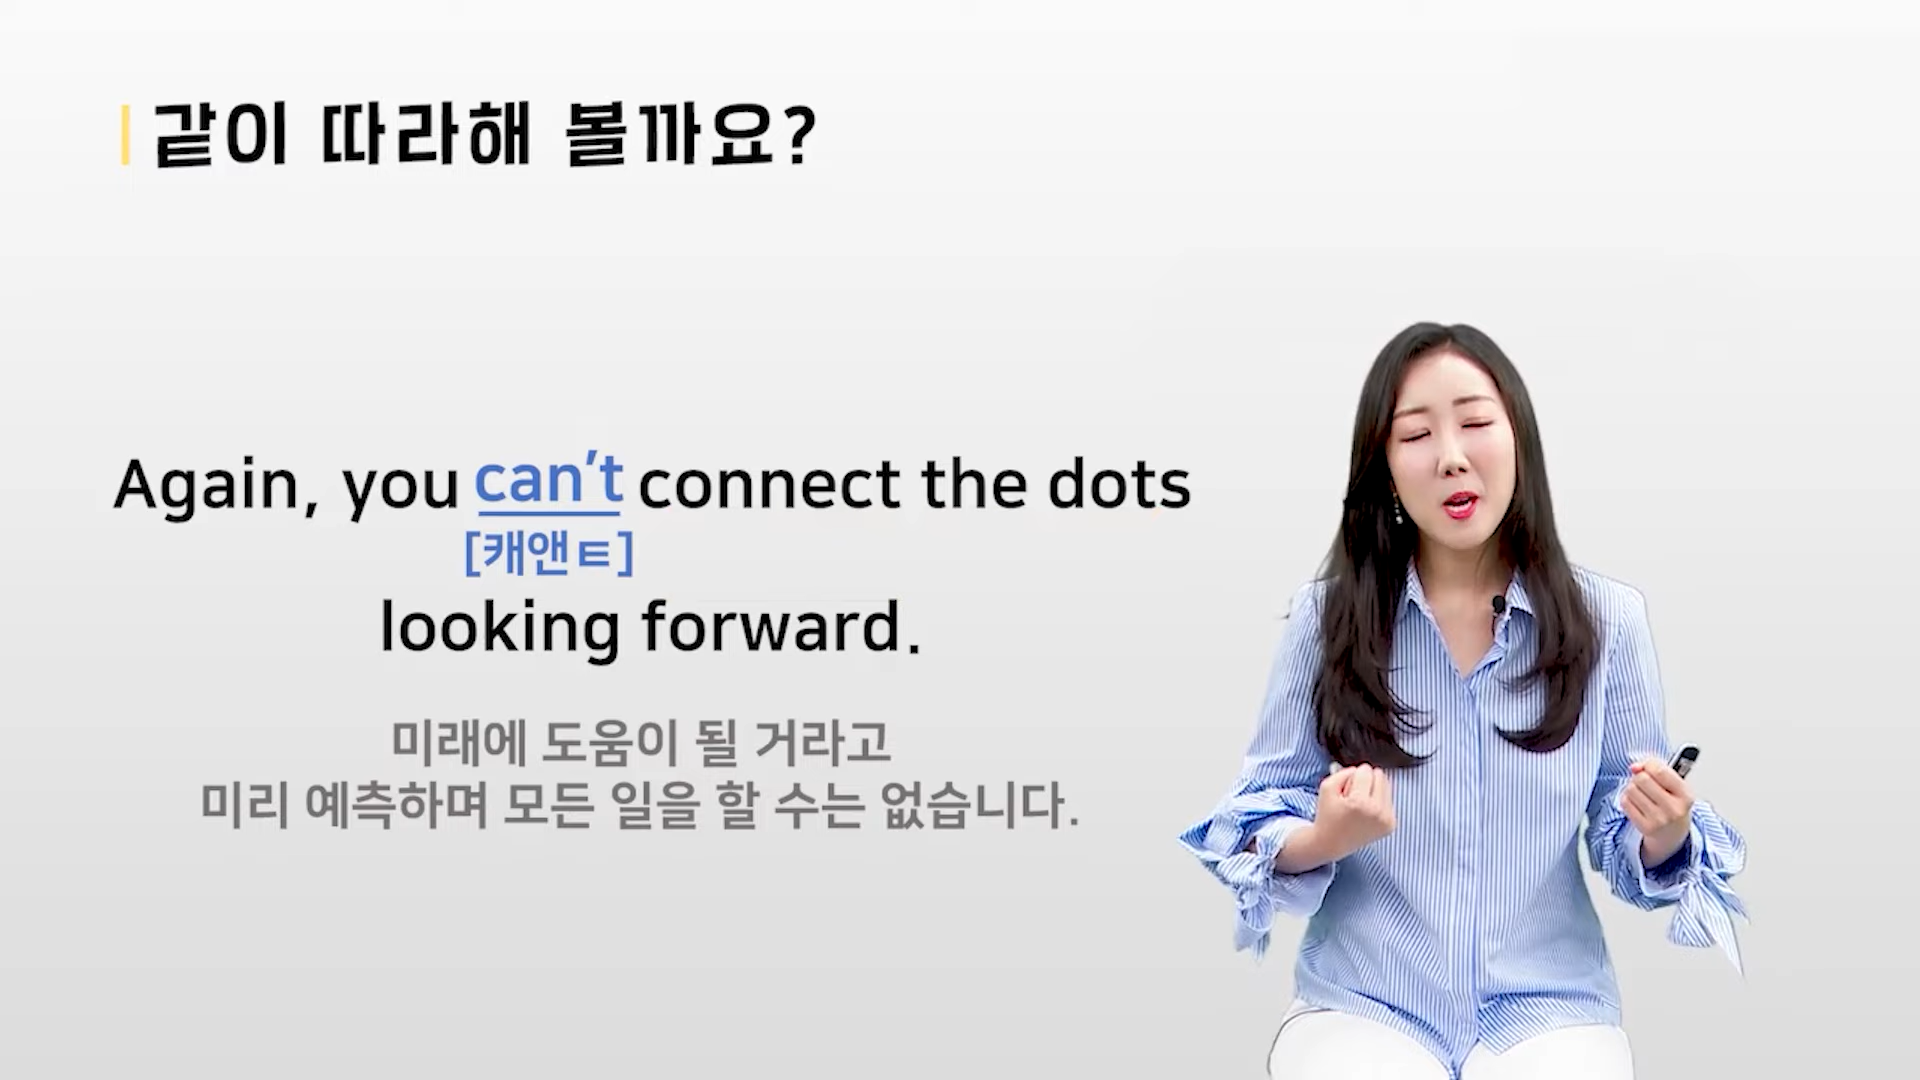 같이 따라해 볼까요?
Again, you can't connect the dots
[캐앤ㅌ]
looking forward.
미래에 도움이 될 거라고
미리 예측하며 모든 일을 할 수는 없습니다.